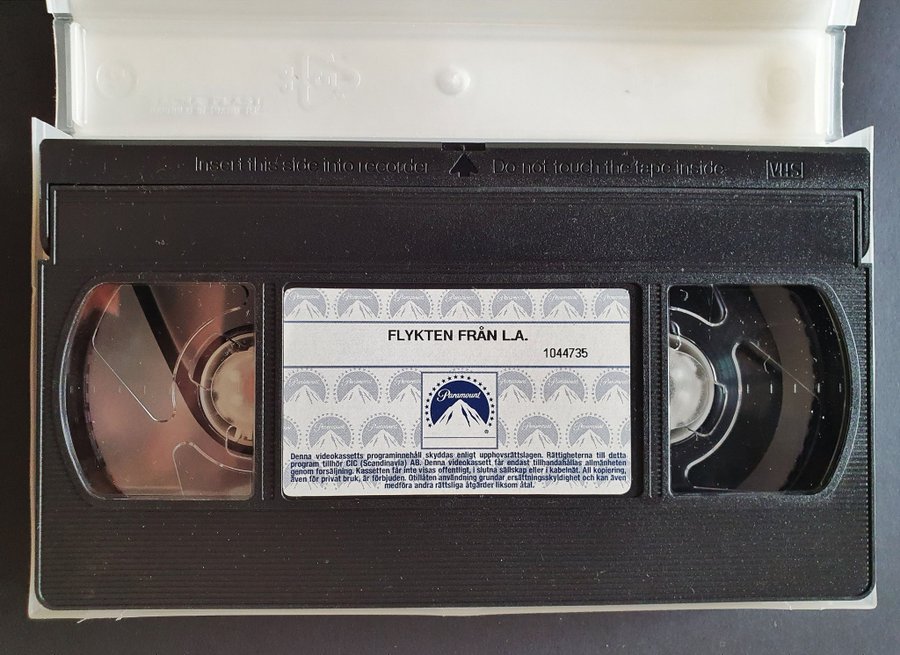 Insert this side into recorder Do not touch the tape inside VHS
FLYKTEN FRÅN L.A.
1044735
Paramount
Denna videokassetts programinnehåll skyddas enligt upphovsrättslagen. Rättigheterna till detta
program tillhör CIC (Scandinavia) AB. Denna videokassett får endast tillhandahållas allmänheten
genom försäljning. Kassetten får inte visas offentligt, i slutna sällskap eller i kabelnät. All kopiering,
även för privat bruk, är förbjuden. Otillåten användning grundar ersättningsskyldighet och kan även
medföra andra rättsliga åtgärder liksom åtal.